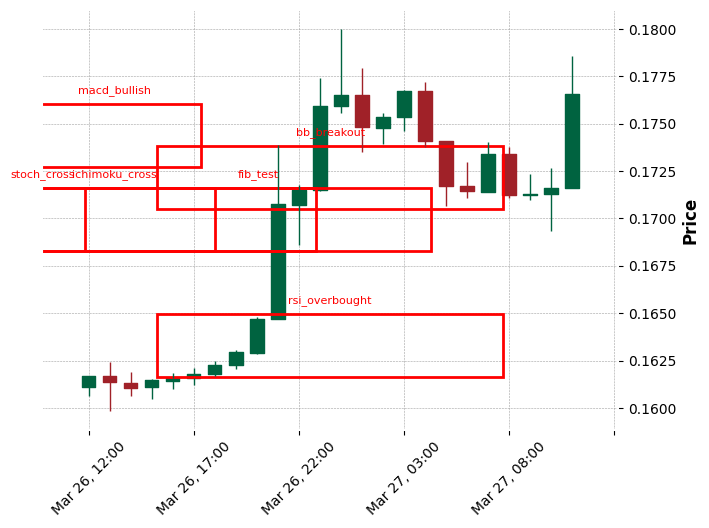 0.1800
macd_bullish
0.1775
0.1750
bb_breakout
0.1725
stoch_cross
ichimoku_cross
fib_test
0.1700
Price
0.1675
rsi_overbought
0.1650
0.1625
0.1600
Mar 26, 12:00
Mar 26, 17:00
Mar 26, 22:00
Mar 27, 03:00
Mar 27, 08:00